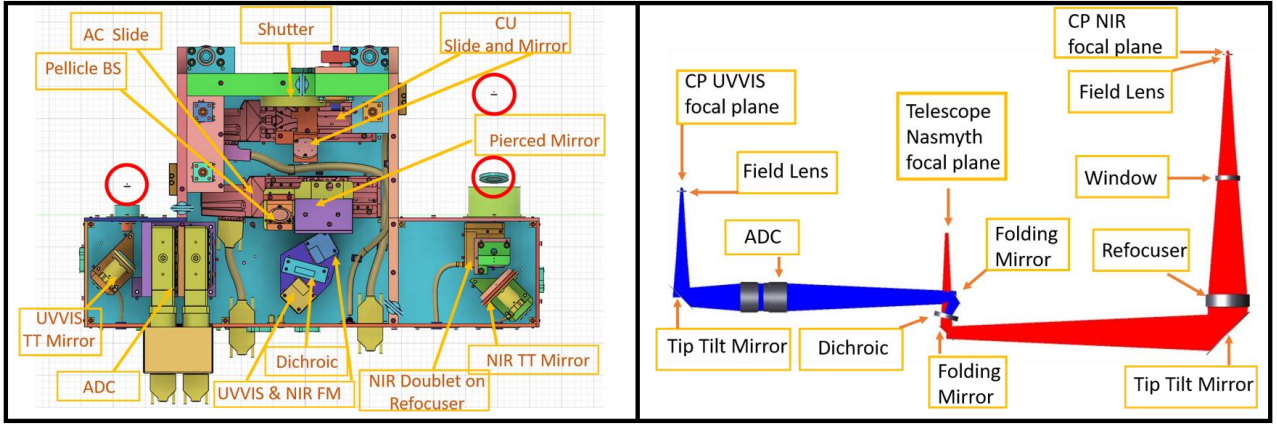 AC Slide
Shutter
CU
Slide and Mirror
Pellicle BS
Pierced Mirror
UVVIS
TT Mirror
ADC
Dichroic
UVVIS & NIR FM
NIR Doublet on
Refocuser
NIR TT Mirror
CP UVVIS
focal plane
Field Lens
ADC
Tip Tilt Mirror
Dichroic
Telescope
Nasmyth
focal plane
Folding
Mirror
Folding
Mirror
CP NIR
focal plane
Field Lens
Window
Refocuser
Tip Tilt Mirror